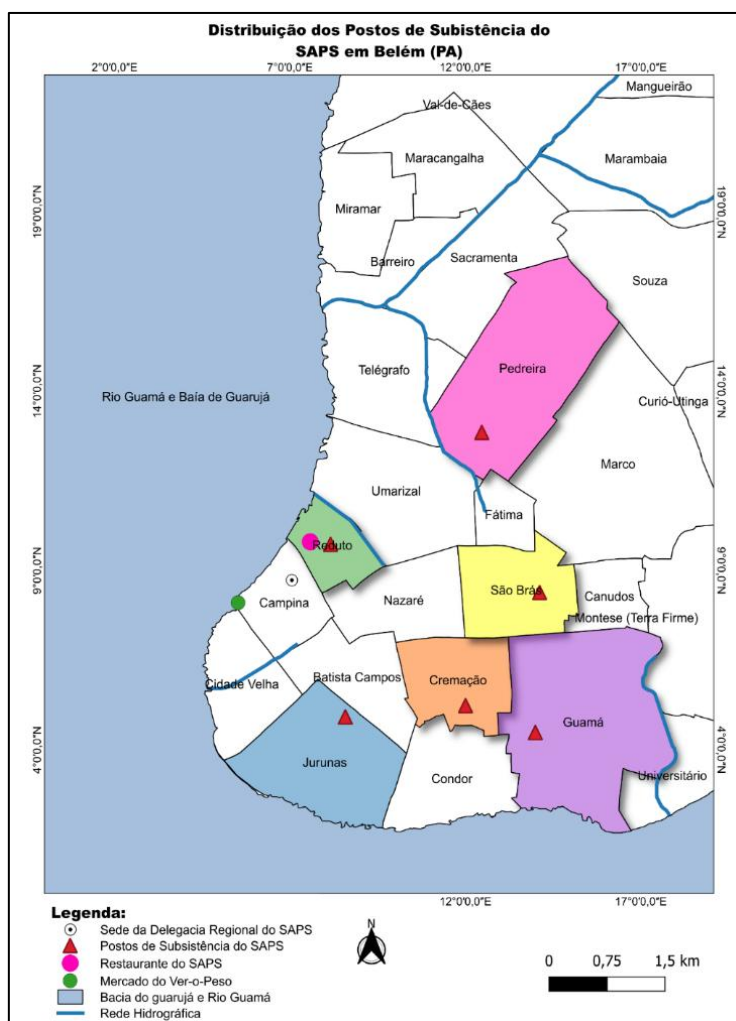 Distribuição dos Postos de Subsistência do
SAPS em Belém (PA)
2°0'0,0"E 7°0'0,0"E 12°0'0,0"E 17°0'0,0"E
Mangueirão
Val-de-Cães
Maracangalha
Marambaia
Miramar
19°0'0,0"N
19°0'0,0"N
Barreiro
Sacramenta
Souza
Telégrafo
Pedreira
Rio Guamá e Baía de Guarujá
14°0'0,0"N
14°0'0,0"N
Curió-Utinga
Marco
Umarizal
Fátima
Reduto
9°0'0,0"N
9°0'0,0"N
São Brás
Canudos
Campina
Nazaré
Montese (Terra Firme)
Batista Campos
Cremação
Cidade Velha
Guamá
4°0'0,0"N
4°0'0,0"N
Jurunas
Condor
Universitário
12°0'0,0"E 17°0'0,0"E
Legenda:
Sede da Delegacia Regional do SAPS
Postos de Subsistência do SAPS
Restaurante do SAPS
Mercado do Ver-o-Peso
Bacia do guarujá e Rio Guamá
Rede Hidrográfica
N
0 0,75 1,5 km